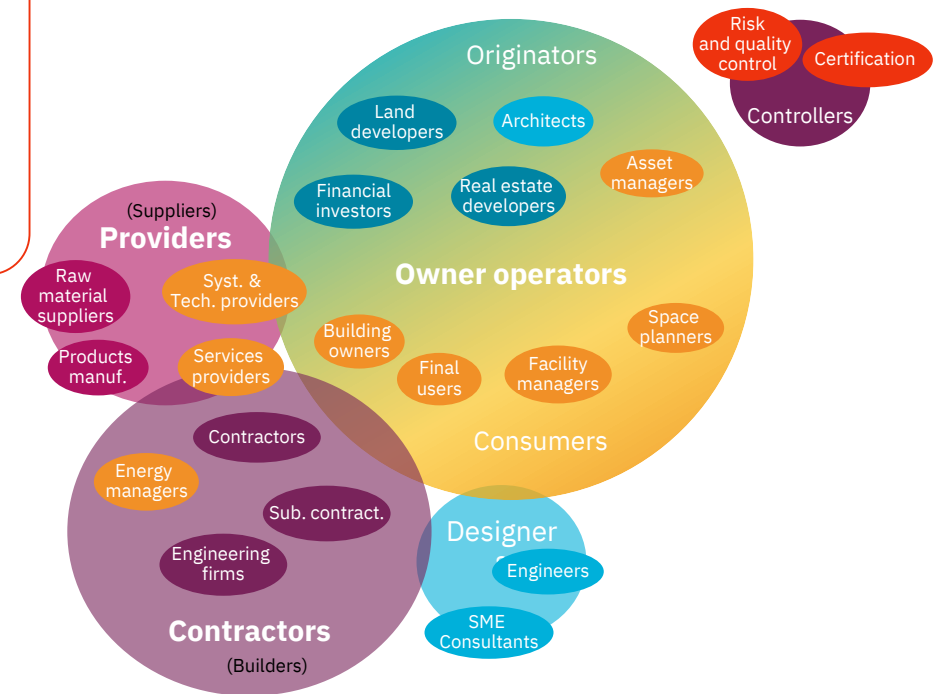 Originators
Land
developers
Architects
Asset
managers
Financial
investors
Real estate
developers
Owner operators
Building
owners
Final
users
Facility
managers
Space
planners
Consumers
Risk
and quality
control
Certification
Controllers
(Suppliers)
Providers
Raw
material
suppliers
Syst. &
Tech. providers
Products
manuf.
Services
providers
Contractors
Energy
managers
Sub. contract.
Engineering
firms
Contractors
(Builders)
Designer
Engineers
SME
Consultants